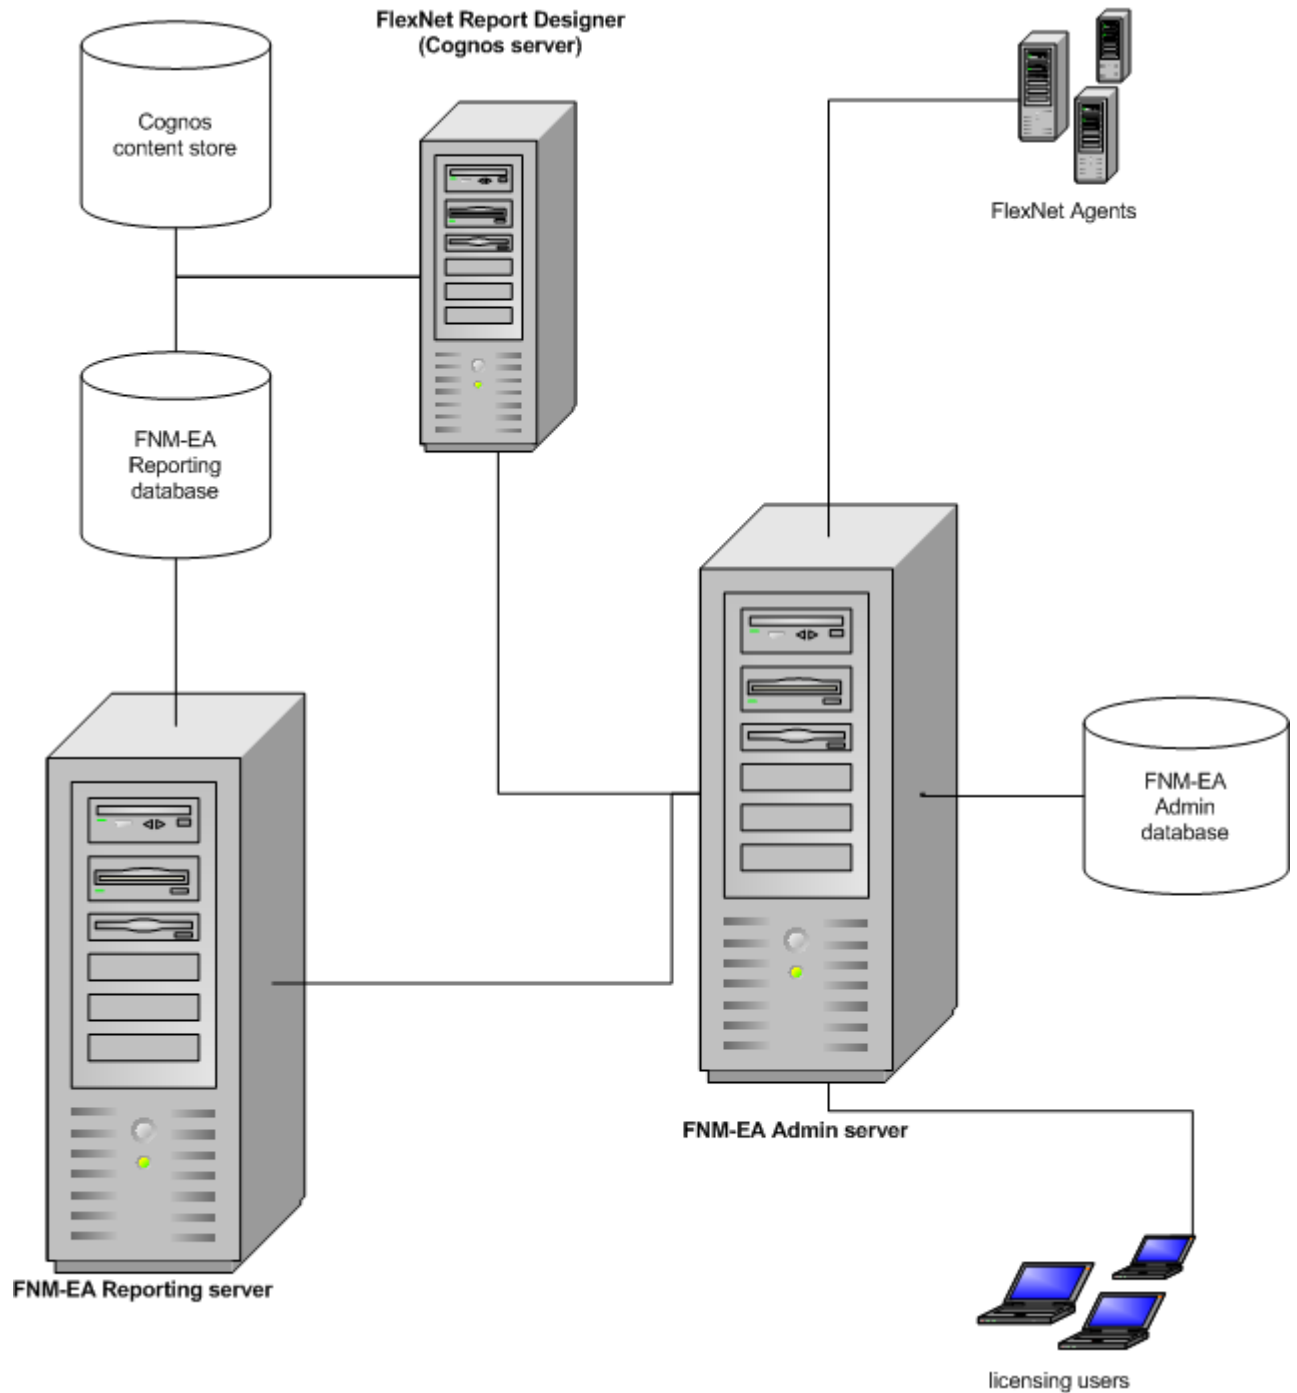 FlexNet Report Designer
(Cognos server)
Cognos
content store
FlexNet Agents
FNM-EA
Reporting
database
FNM-EA
Admin
database
FNM-EA Admin server
FNM-EA Reporting server
licensing users